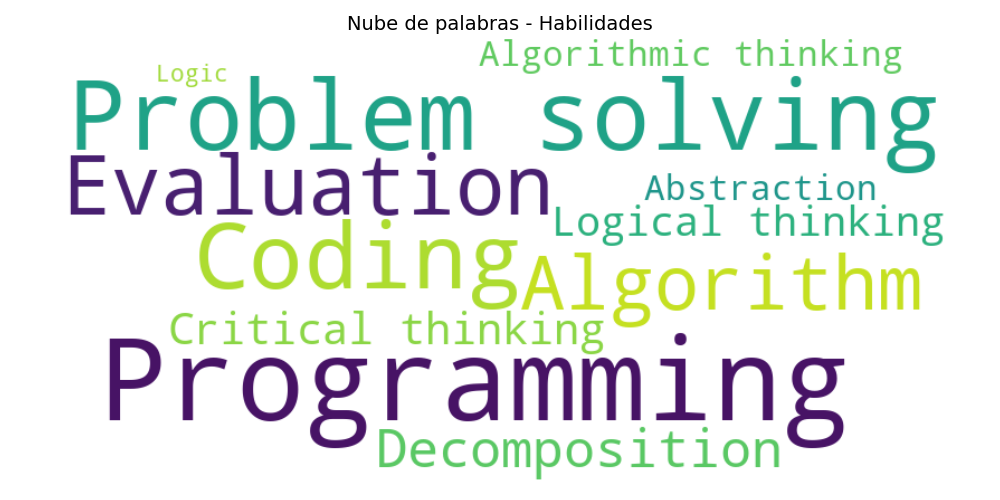 Nube de palabras - Habilidades
Algorithmic thinking
Logic
Problem solving
Evaluation
Abstraction
Logical thinking
Coding
Algorithm
Critical thinking
Programming
Decomposition